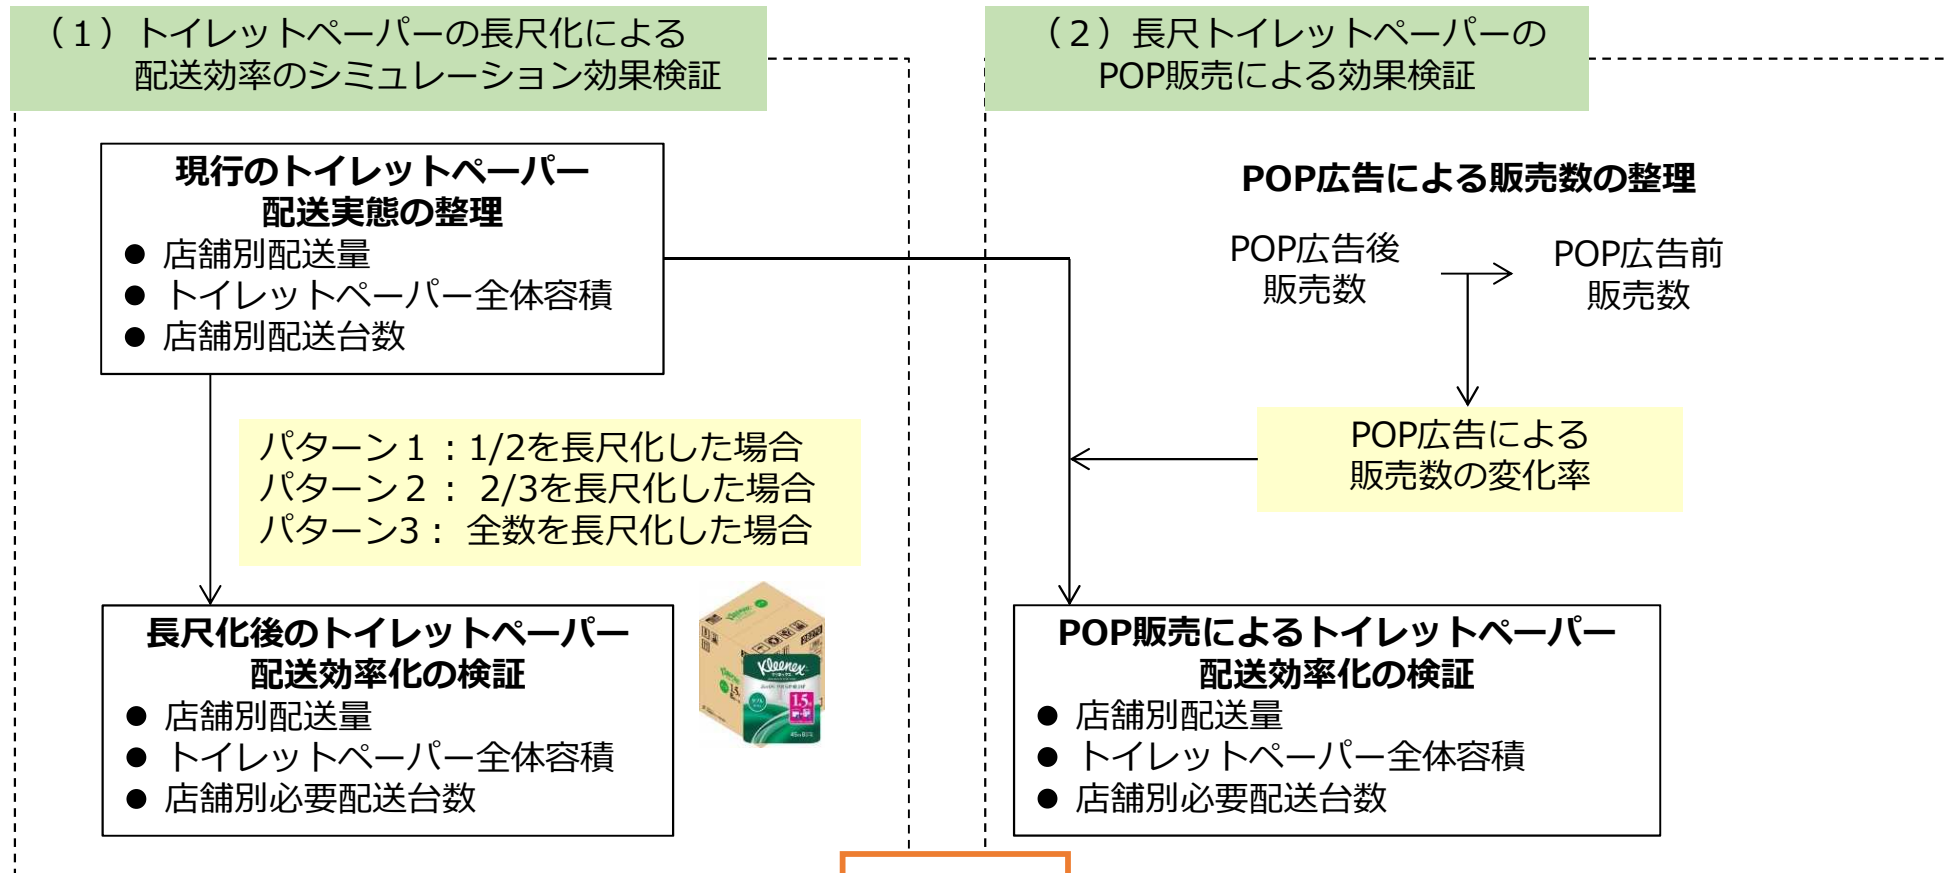 （１）トイレットペーパーの長尺化による
配送効率のシミュレーション効果検証
現行のトイレットペーパー
配送実態の整理
● 店舗別配送量
● トイレットペーパー全体容積
● 店舗別配送台数
パターン１：1/2を長尺化した場合
パターン２： 2/3を長尺化した場合
パターン3： 全数を長尺化した場合
長尺化後のトイレットペーパー
配送効率化の検証
● 店舗別配送量
● トイレットペーパー全体容積
● 店舗別必要配送台数
Kleenex
1.5
（２）長尺トイレットペーパーの
POP販売による効果検証
POP広告による販売数の整理
POP広告後
販売数
POP広告前
販売数
POP広告による
販売数の変化率
POP販売によるトイレットペーパー
配送効率化の検証
● 店舗別配送量
● トイレットペーパー全体容積
● 店舗別必要配送台数